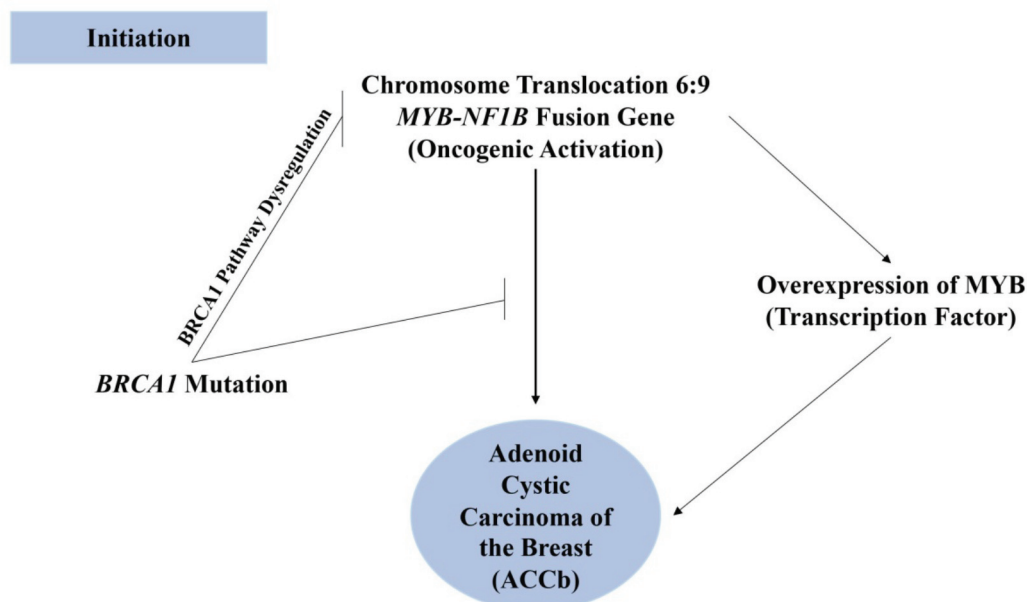 Initiation
Chromosome Translocation 6:9
MYB-NF1B Fusion Gene
(Oncogenic Activation)
BRCA1 Pathway Dysregulation
Overexpression of MYB
(Transcription Factor)
BRCA1 Mutation
Adenoid
Cystic
Carcinoma of
the Breast
(ACCb)